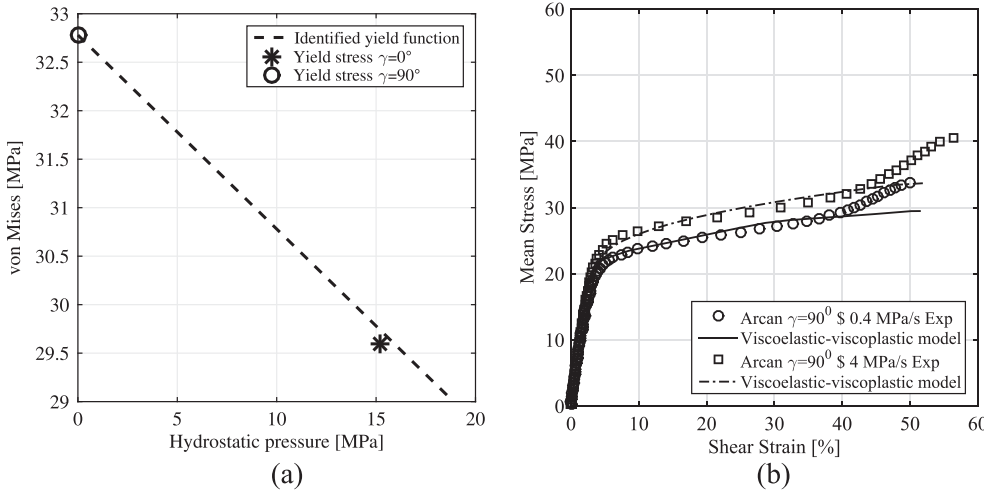 33
32.5
32
31.5
31
30.5
30
29.5
29
0
5
10
15
20
von Mises [MPa]
Hydrostatic pressure [MPa]
Identified yield function
Yield stress γ=0°
Yield stress γ=90°
(a)
60
50
40
30
20
10
0
0
10
20
30
40
50
60
Mean Stress [MPa]
Shear Strain [%]
Arcan γ=90⁰ $ 0.4 MPa/s Exp
Viscoelastic-viscoplastic model
Arcan γ=90⁰ $ 4 MPa/s Exp
Viscoelastic-viscoplastic model
(b)